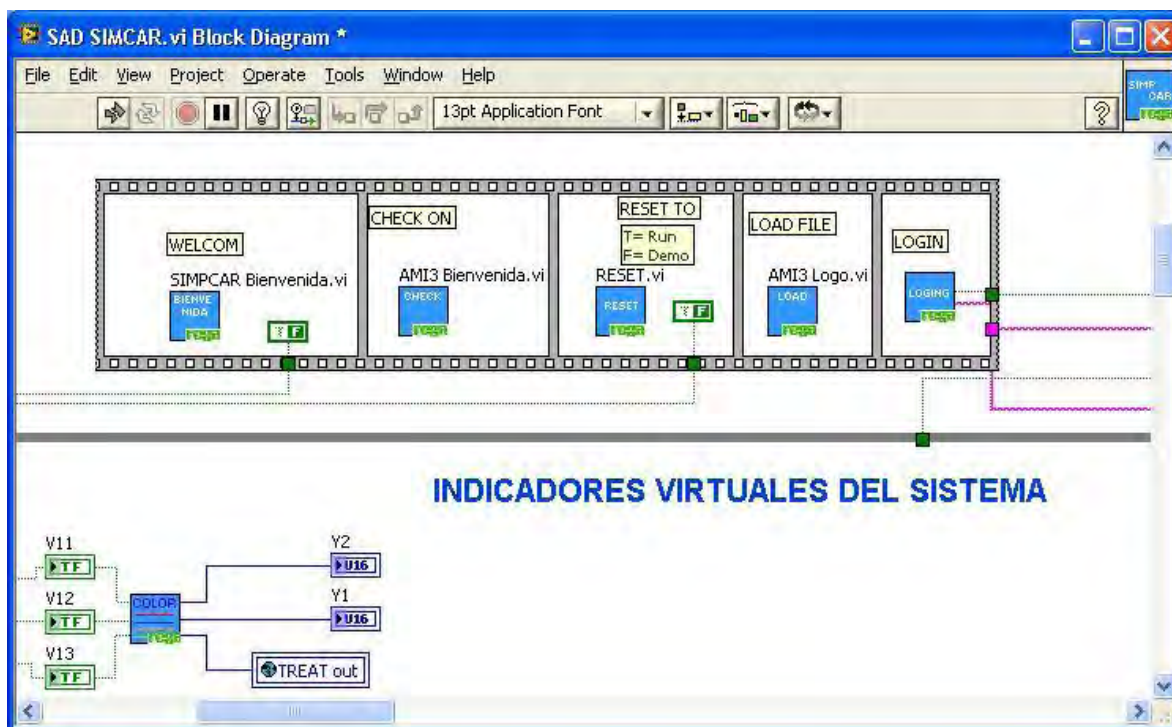 SAD SIMCAR.vi Block Diagram *
File Edit View Project Operate Tools Window Help
13pt Application Font
?
SIMP
CAR
WELCOM
SIMPCAR Bienvenida.vi
BIENVE
NIDA
F
CHECK ON
AMI3 Bienvenida.vi
CHECK
RESET TO
T= Run
F= Demo
RESET.vi
RESET
F
LOAD FILE
AMI3 Logo.vi
LOAD
LOGIN
LOGING
INDICADORES VIRTUALES DEL SISTEMA
V11
TF
V12
TF
V13
TF
COLOR
Y2
U16
Y1
U16
TREAT out